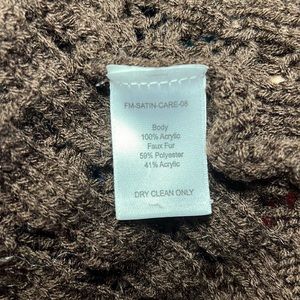 FM-SATIN-CARE-08
Body
100% Acrylic
Faux Fur
59% Polyester
41% Acrylic
DRY CLEAN ONLY